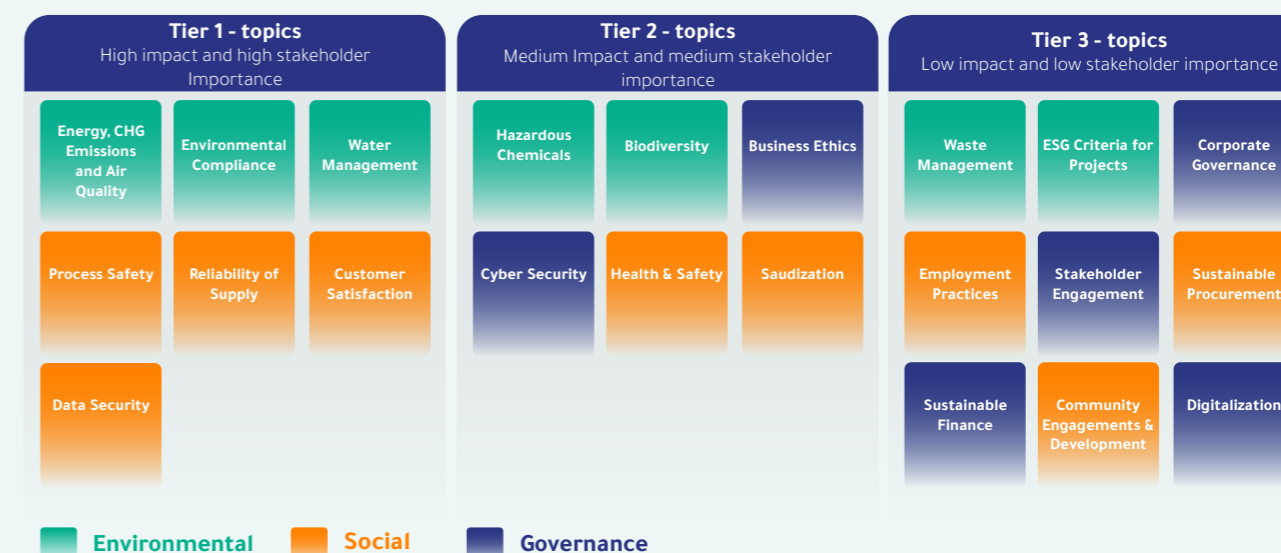 Tier 1 - topics
High impact and high stakeholder
Importance
Energy, CHG
Emissions
and Air
Quality
Environmental
Compliance
Water
Management
Process Safety
Reliability of
Supply
Customer
Satisfaction
Data Security
Tier 2 - topics
Medium Impact and medium stakeholder
importance
Hazardous
Chemicals
Biodiversity
Business Ethics
Cyber Security
Health & Safety
Saudization
Tier 3 - topics
Low impact and low stakeholder importance
Waste
Management
ESG Criteria for
Projects
Corporate
Governance
Employment
Practices
Stakeholder
Engagement
Sustainable
Procurement
Sustainable
Finance
Community
Engagements &
Development
Digitalization
Environmental
Social
Governance